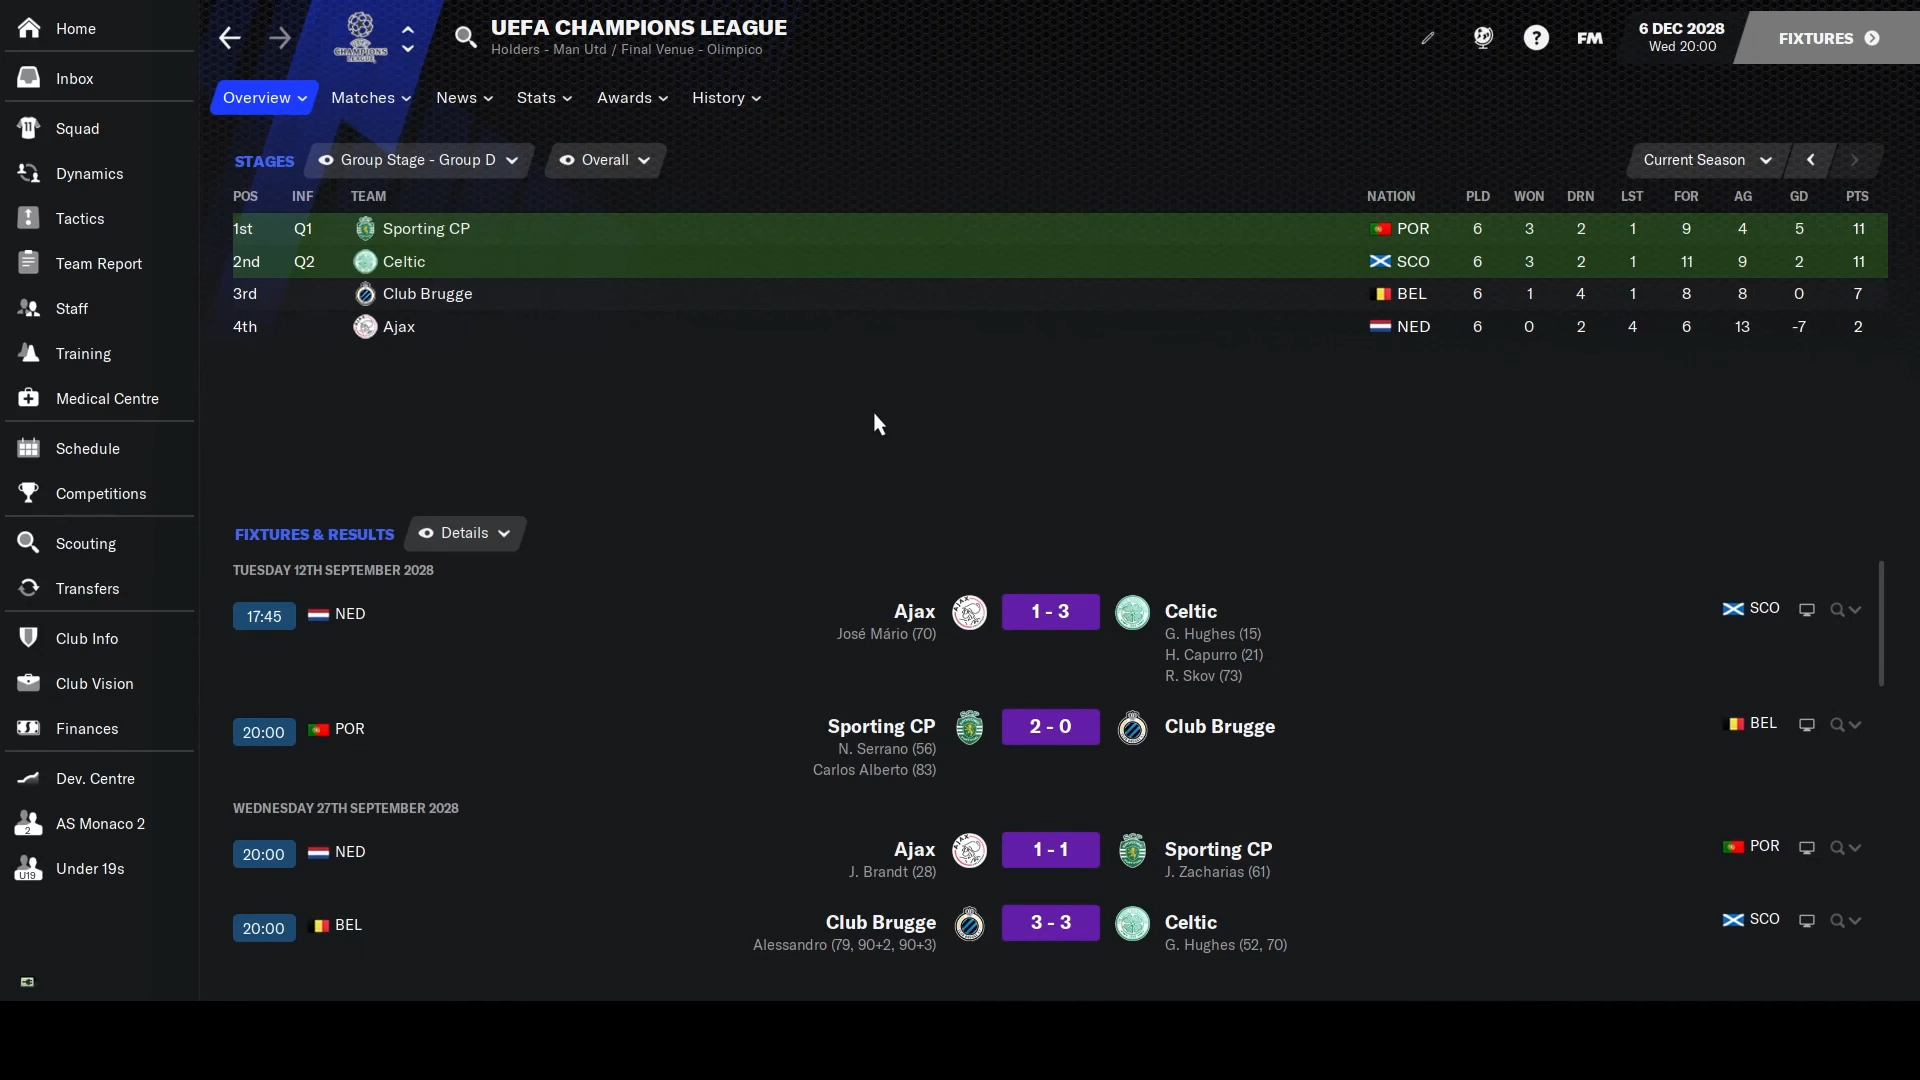 Home
Inbox
Squad
Dynamics
Tactics
Team Report
Staff
Training
Medical Centre
Schedule
Competitions
Scouting
Transfers
Club Info
Club Vision
Finances
Dev. Centre
AS Monaco 2
Under 19s
UEFA CHAMPIONS LEAGUE
Holders - Man Utd / Final Venue - Olimpico
FM
6 DEC 2028
Wed 20:00
FIXTURES
Overview Matches News Stats Awards History
STAGES Group Stage - Group D Overall Current Season
POS INF TEAM NATION PLD WON DRN LST FOR AG GD PTS
1st Q1 Sporting CP POR 6 3 2 1 9 4 5 11
2nd Q2 Celtic SCO 6 3 2 1 11 9 2 11
3rd Club Brugge BEL 6 1 4 1 8 8 0 7
4th Ajax NED 6 0 2 4 6 13 -7 2
FIXTURES & RESULTS Details
TUESDAY 12TH SEPTEMBER 2028
17:45 NED Ajax 1 - 3 Celtic SCO
José Mário (70) G. Hughes (15)
H. Capurro (21)
R. Skov (73)
20:00 POR Sporting CP 2 - 0 Club Brugge BEL
N. Serrano (56)
Carlos Alberto (83)
WEDNESDAY 27TH SEPTEMBER 2028
20:00 NED Ajax 1 - 1 Sporting CP POR
J. Brandt (28) J. Zacharias (61)
20:00 BEL Club Brugge 3 - 3 Celtic SCO
Alessandro (79, 90+2, 90+3) G. Hughes (52, 70)